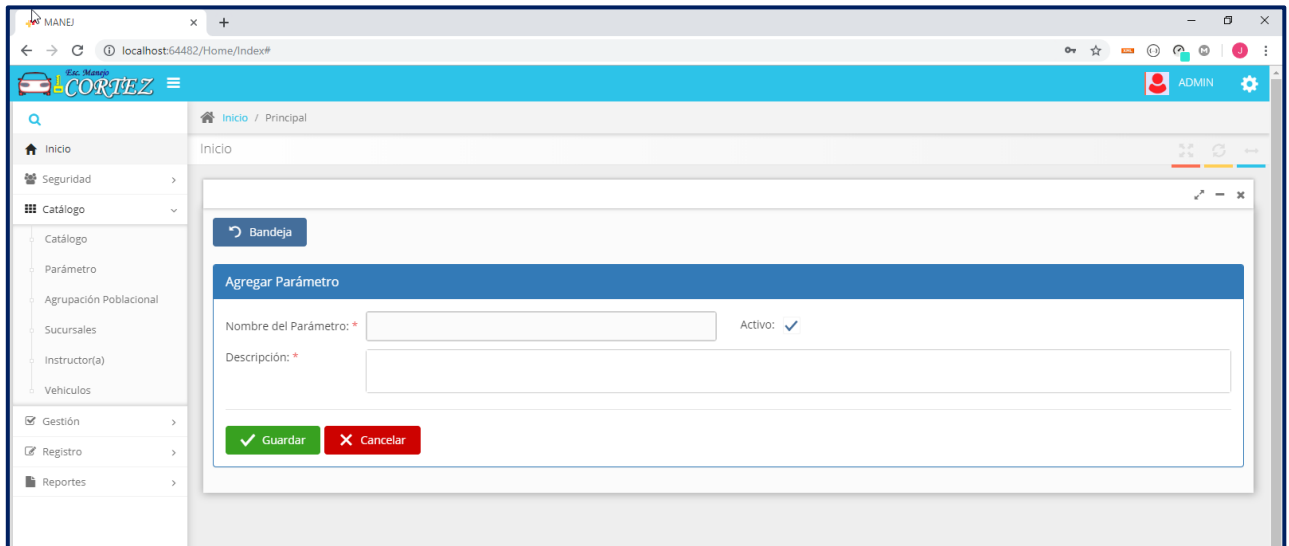 MANEJ
localhost:64482/Home/Index#
J
Esc. Manejo
CORTEZ
ADMIN
Inicio / Principal
Inicio
Inicio
Seguridad
Catálogo
Catálogo
Parámetro
Agrupación Poblacional
Sucursales
Instructor(a)
Vehiculos
Gestión
Registro
Reportes
Bandeja
Agregar Parámetro
Nombre del Parámetro: *
Activo:
Descripción: *
Guardar
Cancelar